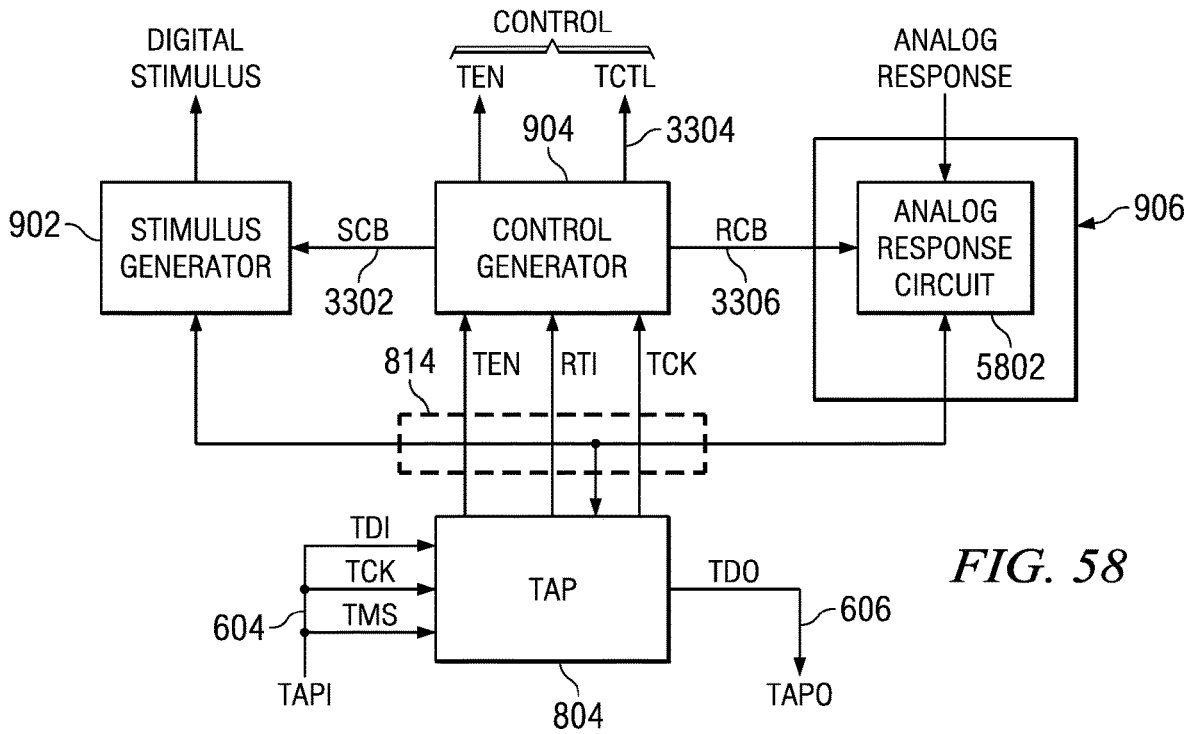 CONTROL
DIGITAL
STIMULUS
TEN
TCTL
ANALOG
RESPONSE
904
3304
902
STIMULUS
GENERATOR
SCB
3302
CONTROL
GENERATOR
RCB
3306
ANALOG
RESPONSE
CIRCUIT
906
5802
814
TEN
RTI
TCK
TDI
TCK
TMS
604
TAPI
TAP
804
TDO
606
TAPO
FIG. 58